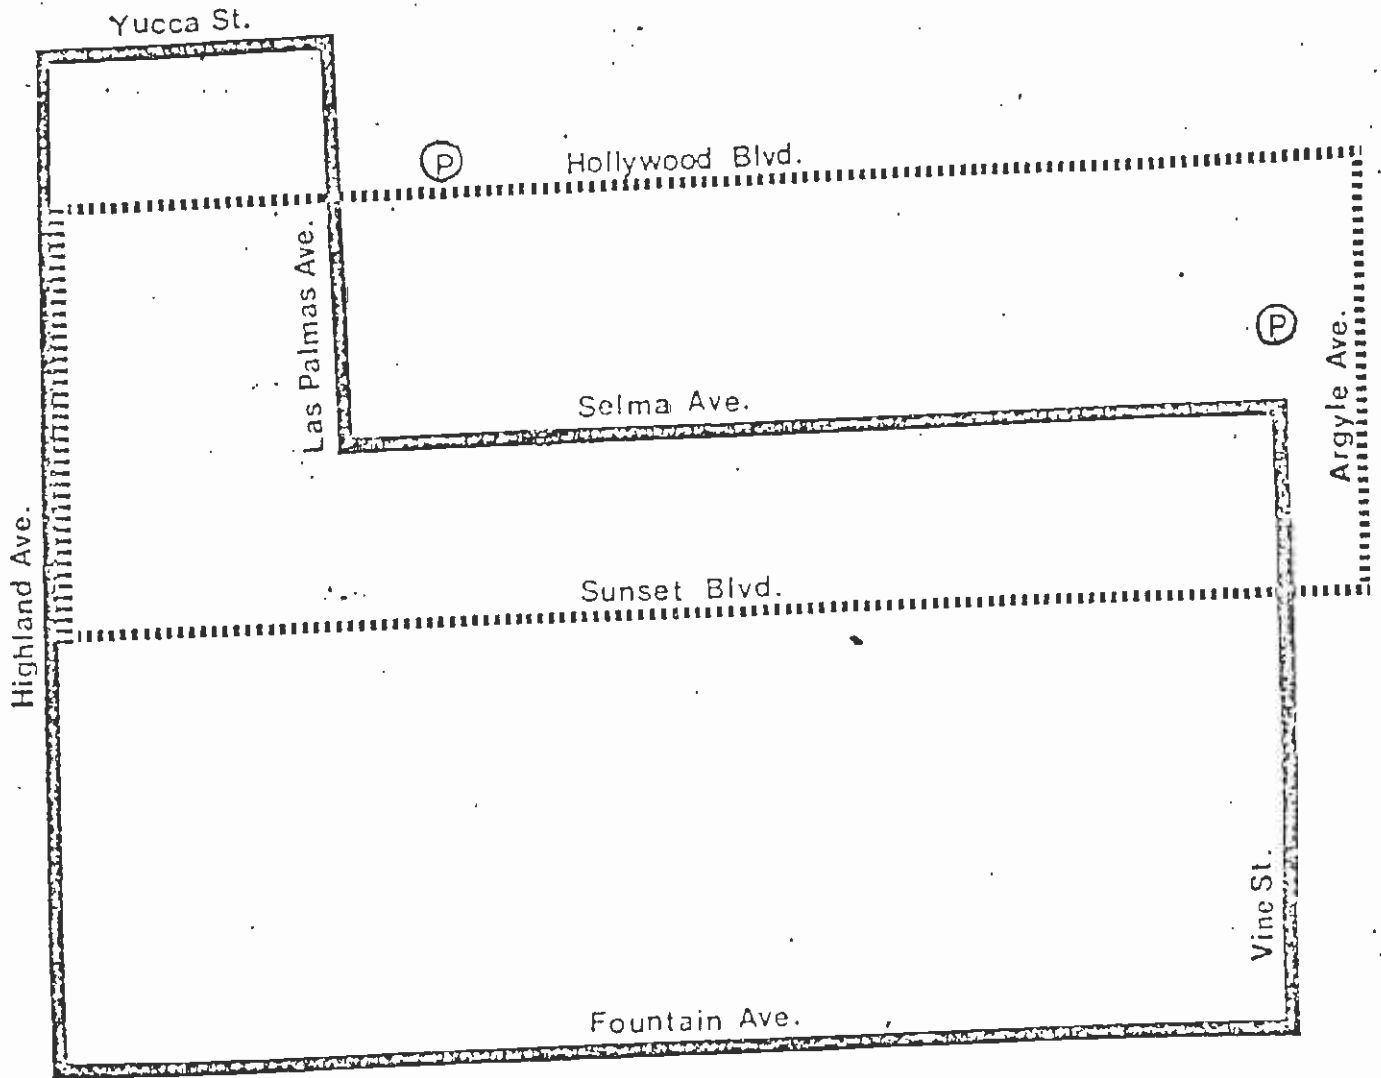 Yucca St.
P
Hollywood Blvd.
Las Palmas Ave.
P
Argyle Ave.
Selma Ave.
Highland Ave.
Sunset Blvd.
Vine St.
Fountain Ave.